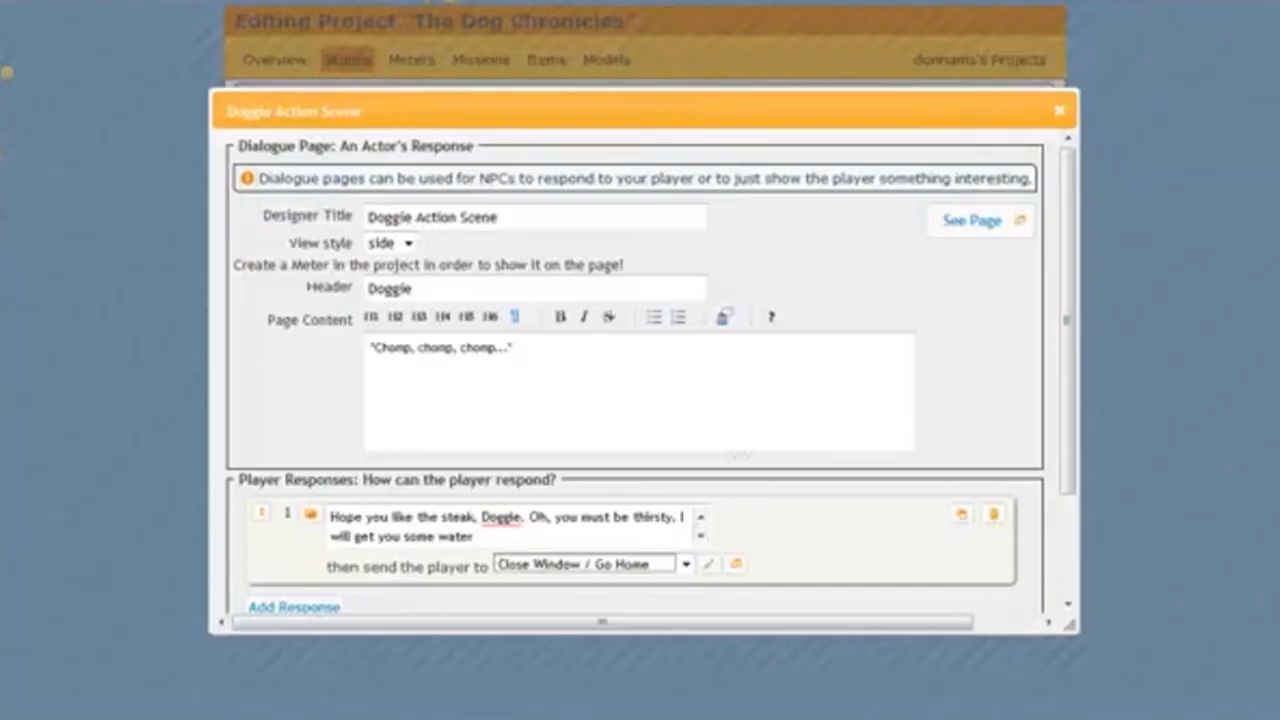 Editing Project "The Dog Chronicles"
Overview Stories Meters Missions Items Models donnams's Projects
Doggie Action Scene
Dialogue Page: An Actor's Response
Dialogue pages can be used for NPCs to respond to your player or to just show the player something interesting.
Designer Title Doggie Action Scene
See Page
View style side
Create a Meter in the project in order to show it on the page!
Header Doggie
Page Content H1 H2 H3 H4 H5 H6 ¶ B I S ?
"Chomp, chomp, chomp..."
Player Responses: How can the player respond?
1 Hope you like the steak, Doggie. Oh, you must be thirsty. I
will get you some water
then send the player to Close Window / Go Home
Add Response